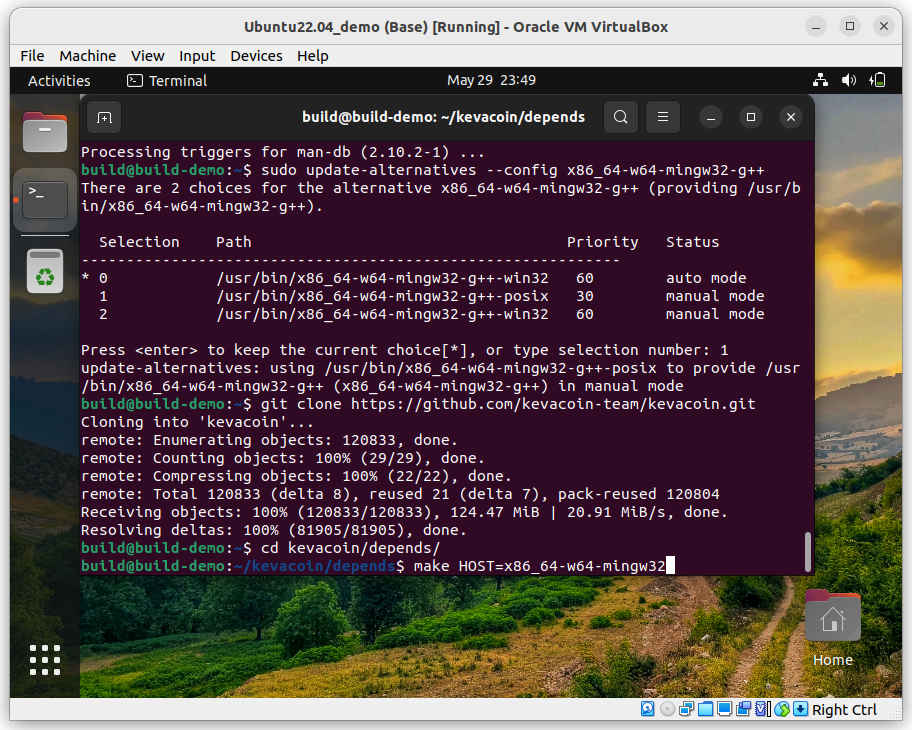 Ubuntu22.04_demo (Base) [Running] - Oracle VM VirtualBox
File Machine View Input Devices Help
Activities Terminal May 29 23:49
build@build-demo: ~/kevacoin/depends
Processing triggers for man-db (2.10.2-1) ...
build@build-demo:~$ sudo update-alternatives --config x86_64-w64-mingw32-g++
There are 2 choices for the alternative x86_64-w64-mingw32-g++ (providing /usr/b
in/x86_64-w64-mingw32-g++).
Selection Path Priority Status
------------------------------------------------------------
* 0 /usr/bin/x86_64-w64-mingw32-g++-win32 60 auto mode
1 /usr/bin/x86_64-w64-mingw32-g++-posix 30 manual mode
2 /usr/bin/x86_64-w64-mingw32-g++-win32 60 manual mode
Press <enter> to keep the current choice[*], or type selection number: 1
update-alternatives: using /usr/bin/x86_64-w64-mingw32-g++-posix to provide /usr
/bin/x86_64-w64-mingw32-g++ (x86_64-w64-mingw32-g++) in manual mode
build@build-demo:~$ git clone https://github.com/kevacoin-team/kevacoin.git
Cloning into 'kevacoin'...
remote: Enumerating objects: 120833, done.
remote: Counting objects: 100% (29/29), done.
remote: Compressing objects: 100% (22/22), done.
remote: Total 120833 (delta 8), reused 21 (delta 7), pack-reused 120804
Receiving objects: 100% (120833/120833), 124.47 MiB | 20.91 MiB/s, done.
Resolving deltas: 100% (81905/81905), done.
build@build-demo:~$ cd kevacoin/depends/
build@build-demo:~/kevacoin/depends$ make HOST=x86_64-w64-mingw32
Home
Right Ctrl